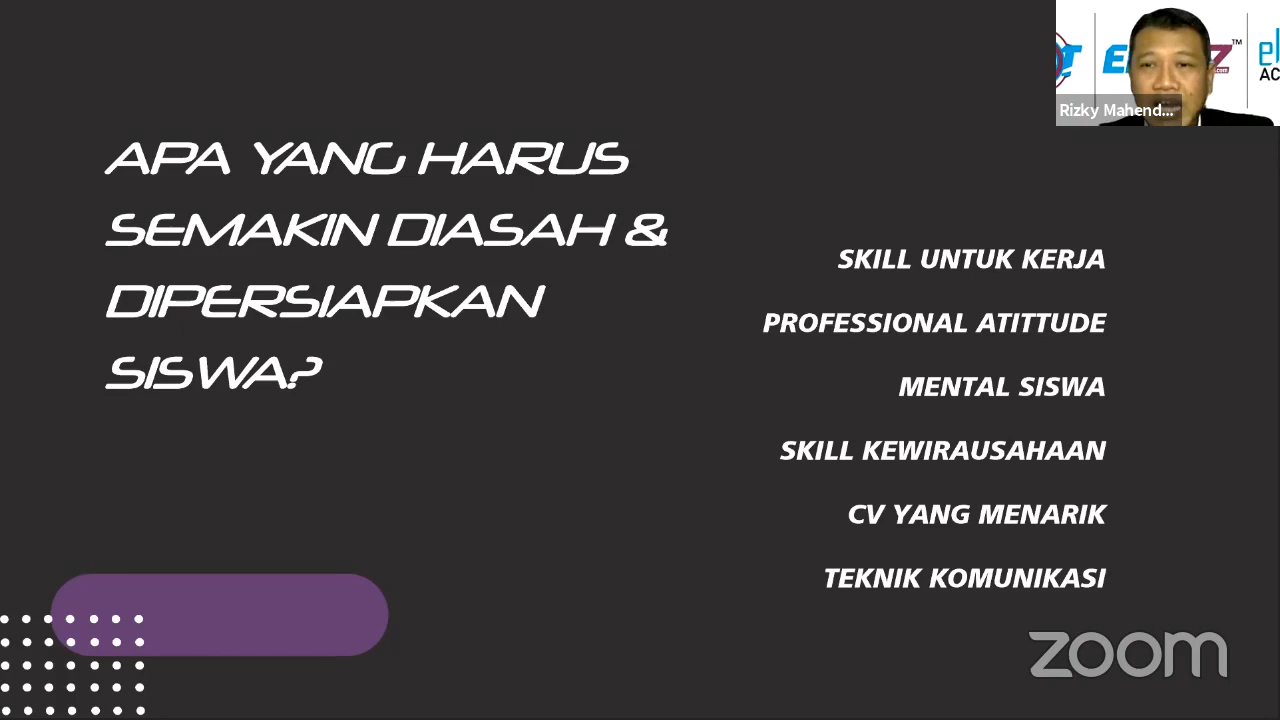 APA YANG HARUS
SEMAKIN DIASAH &
DIPERSIAPKAN
SISWA?
SKILL UNTUK KERJA
PROFESSIONAL ATITTUDE
MENTAL SISWA
SKILL KEWIRAUSAHAAN
CV YANG MENARIK
TEKNIK KOMUNIKASI
Rizky Mahend...
zoom